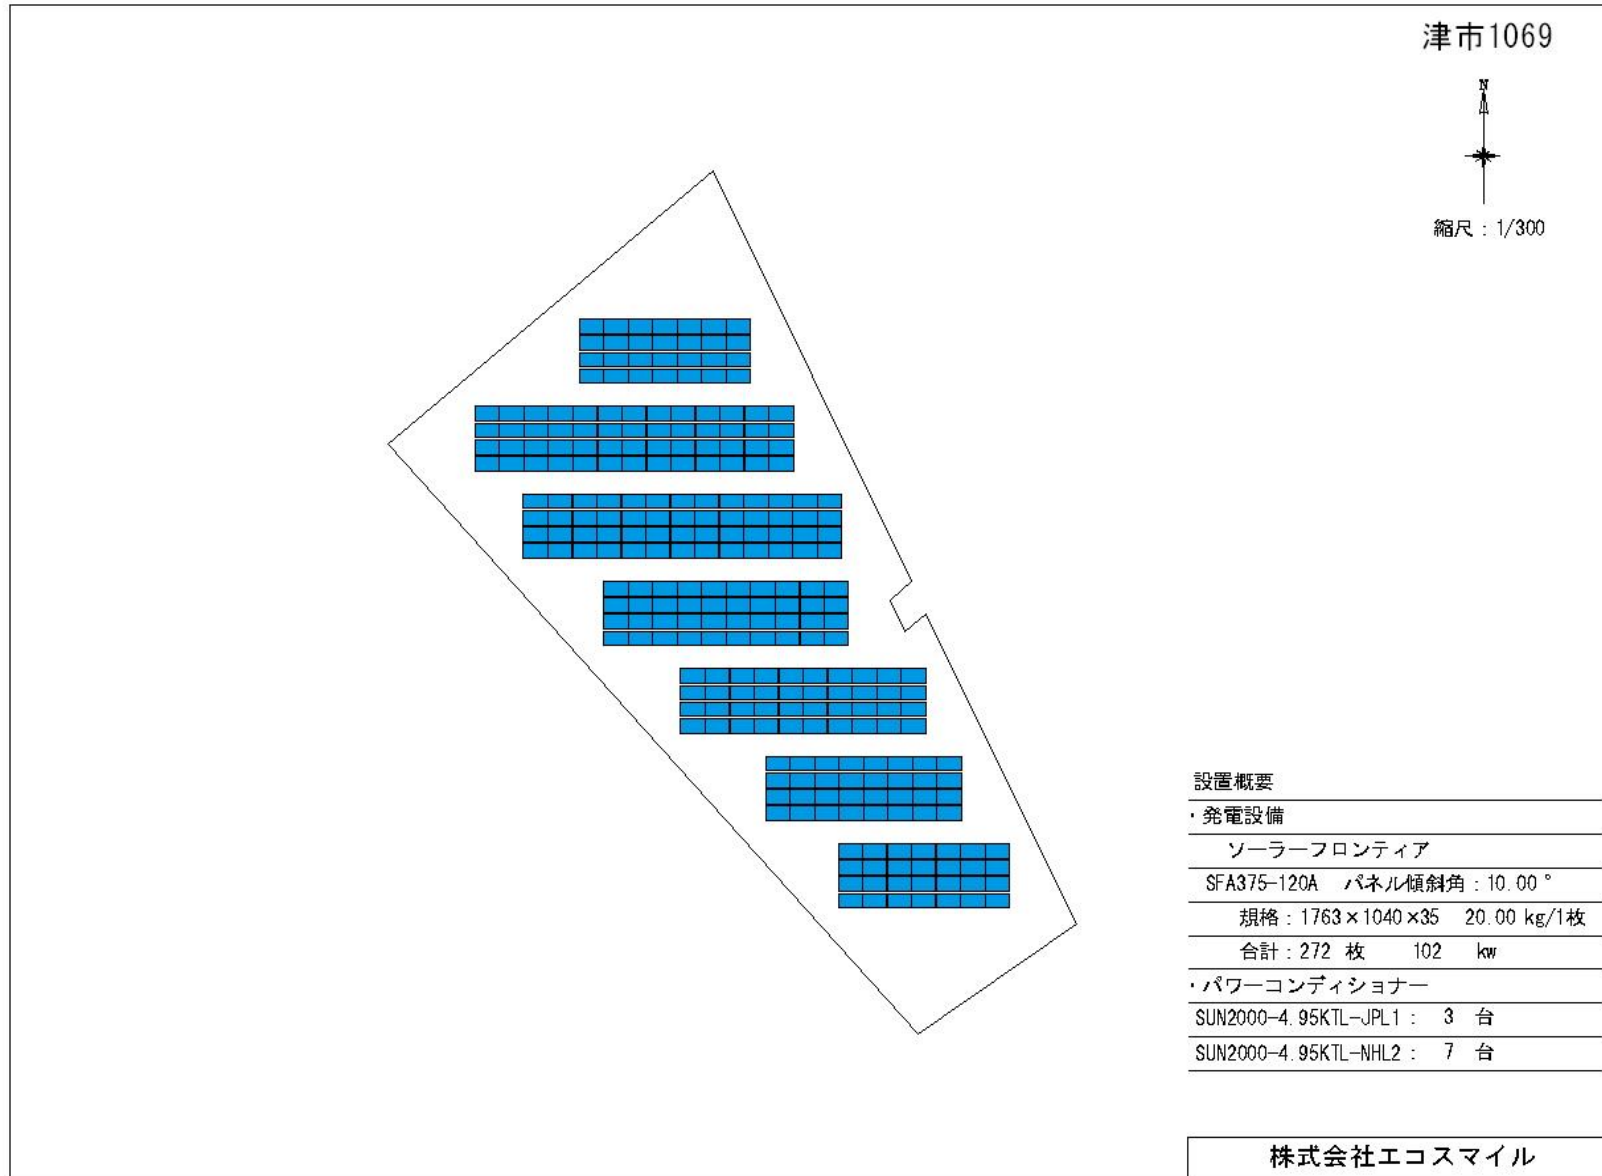 津市1069
N
縮尺：1/300
設置概要
・発電設備
ソーラーフロンティア
SFA375-120A パネル傾斜角：10.00°
規格：1763×1040×35 20.00 kg/1枚
合計：272 枚 102 kw
・パワーコンディショナー
SUN2000-4.95KTL-JPL1： 3 台
SUN2000-4.95KTL-NHL2： 7 台
株式会社エコスマイル